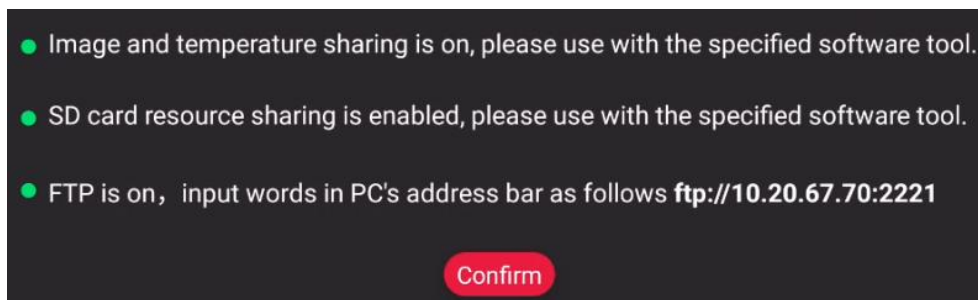 Image and temperature sharing is on, please use with the specified software tool.
SD card resource sharing is enabled, please use with the specified software tool.
FTP is on，input words in PC's address bar as follows ftp://10.20.67.70:2221
Confirm